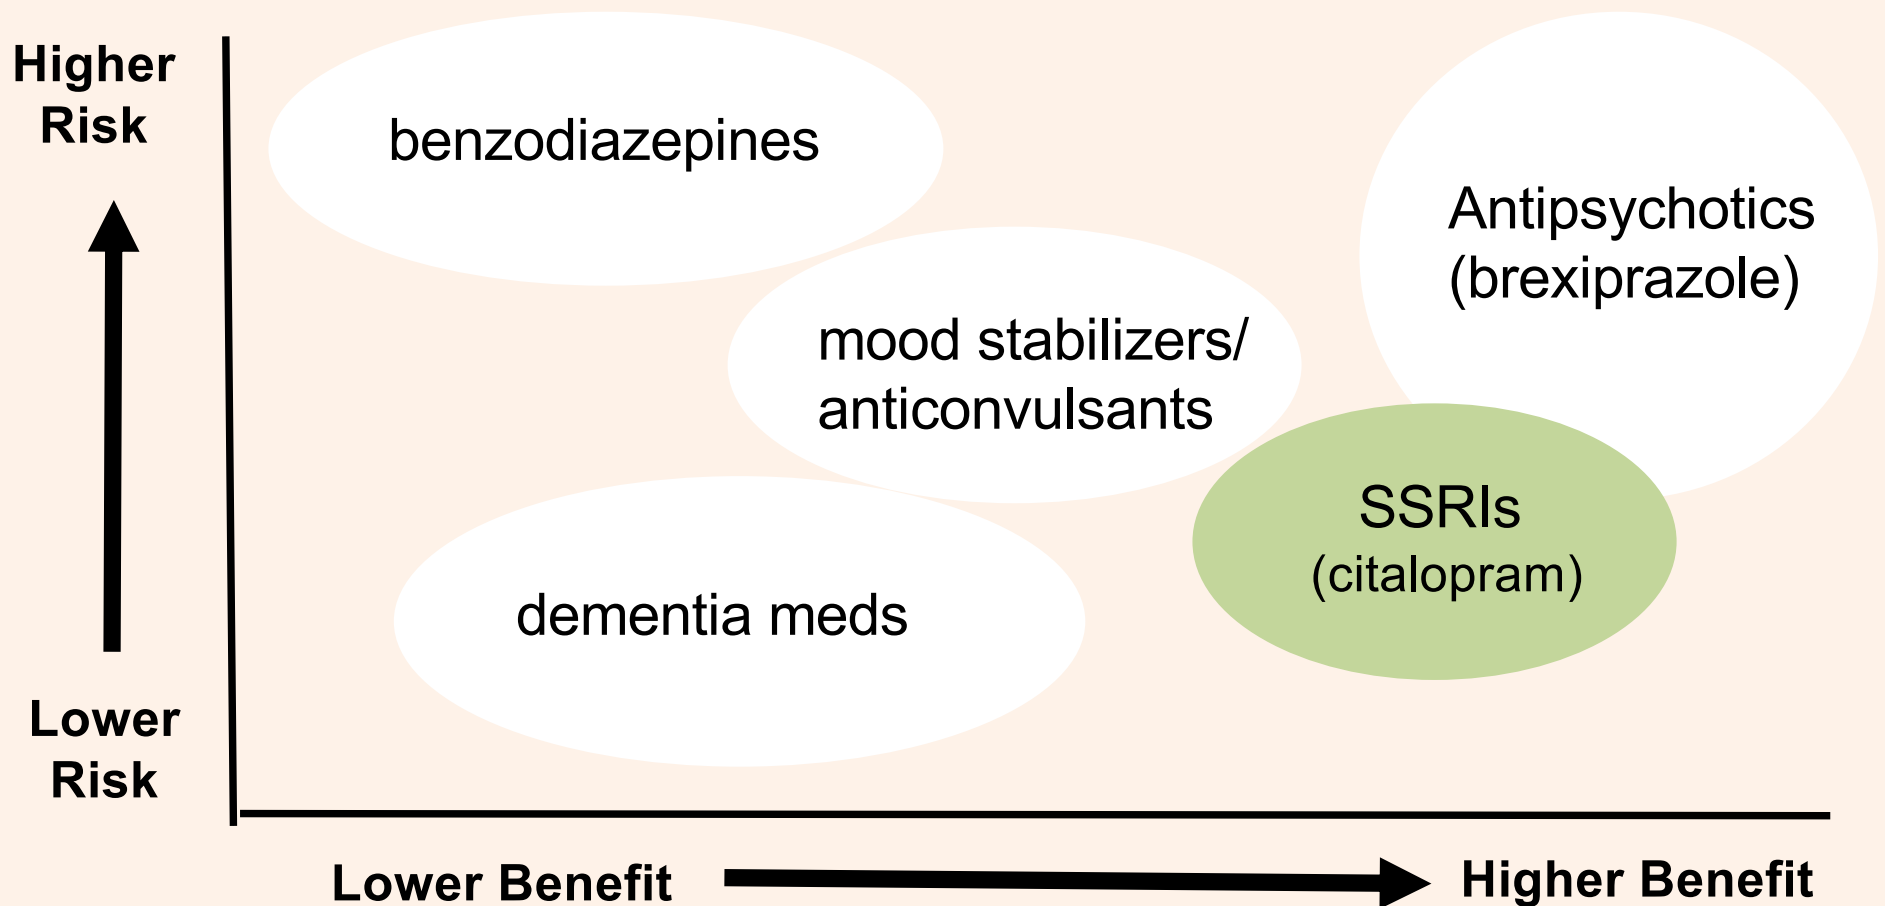 Higher
Risk
benzodiazepines
Antipsychotics
(brexiprazole)
mood stabilizers/
anticonvulsants
SSRIs
(citalopram)
dementia meds
Lower
Risk
Lower Benefit
Higher Benefit